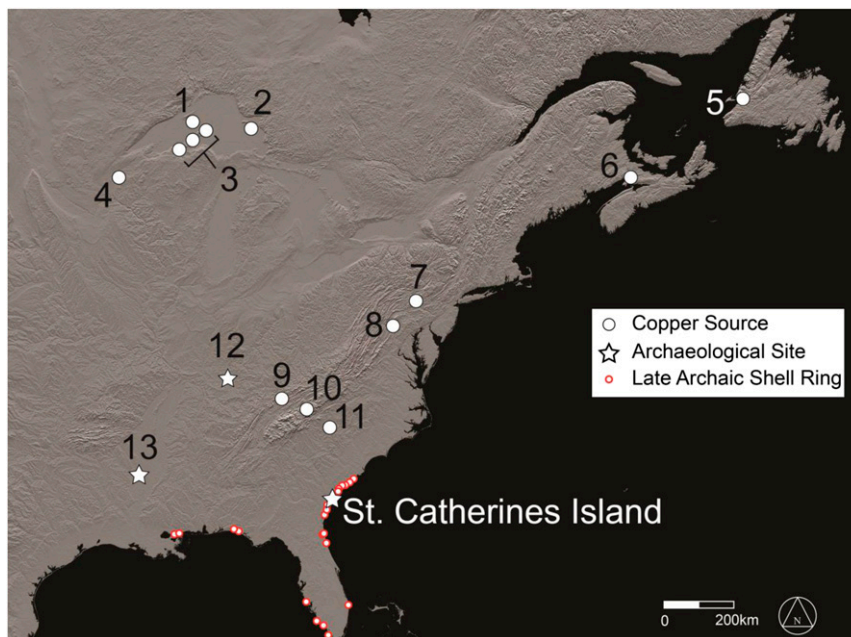 1
2
3
4
5
6
7
8
9
10
11
12
13
St. Catherines Island
Copper Source
Archaeological Site
Late Archaic Shell Ring
0 200km
N